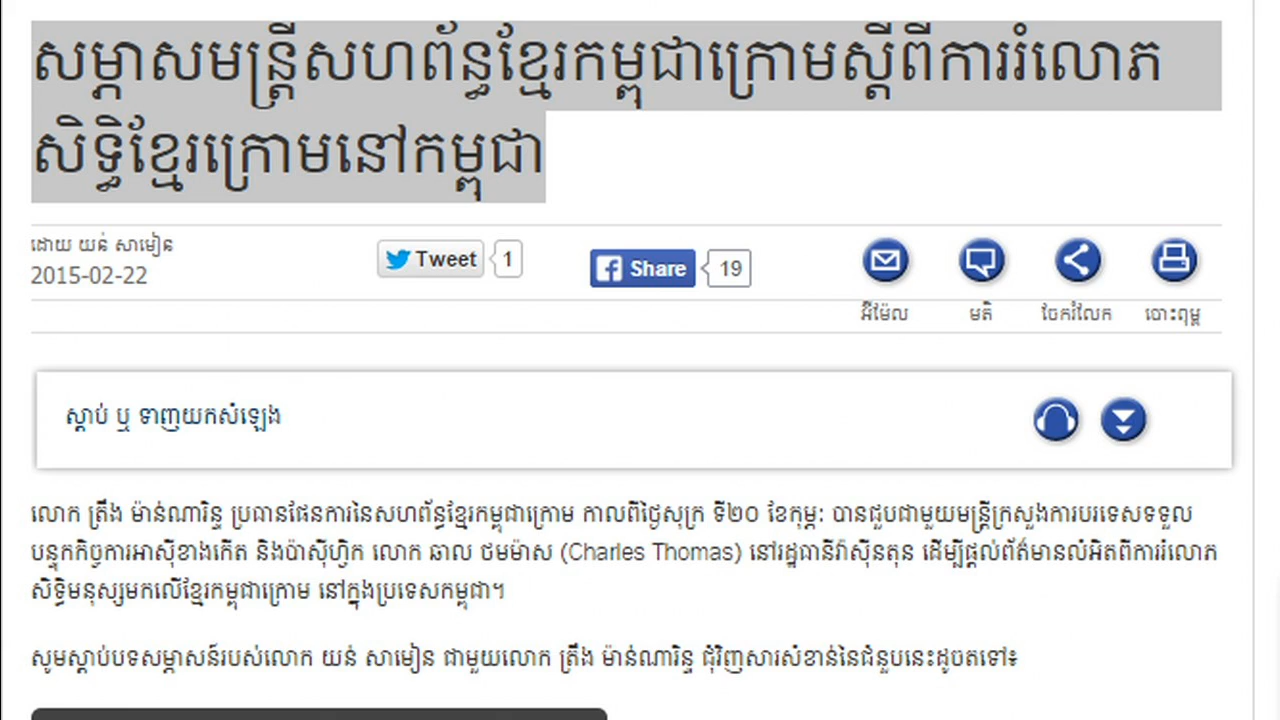 សម្ភាសមន្ត្រីសហព័ន្ធខ្មែរកម្ពុជាក្រោមស្ដីពីការរំលោភ
សិទ្ធិខ្មែរក្រោមនៅកម្ពុជា
ដោយ យន់ សាមៀន
2015-02-22
Tweet 1
Share 19
អ៊ីម៉ែល មតិ ចែករំលែក បោះពុម្ព
ស្ដាប់ ឬ ទាញយកសំឡេង
លោក ត្រឹង ម៉ាន់ណារិន្ទ ប្រធានផែនការនៃសហព័ន្ធខ្មែរកម្ពុជាក្រោម កាលពីថ្ងៃសុក្រ ទី២០ ខែកុម្ភៈ បានជួបជាមួយមន្ត្រីក្រសួងការបរទេសទទួល
បន្ទុកកិច្ចការអាស៊ីខាងកើត និងប៉ាស៊ីហ្វិក លោក ឆាល ថមម៉ាស (Charles Thomas) នៅរដ្ឋធានីវ៉ាស៊ីនតុន ដើម្បីផ្ដល់ព័ត៌មានលំអិតពីការរំលោភ
សិទ្ធិមនុស្សមកលើខ្មែរកម្ពុជាក្រោម នៅក្នុងប្រទេសកម្ពុជា។
សូមស្ដាប់បទសម្ភាសន៍របស់លោក យន់ សាមៀន ជាមួយលោក ត្រឹង ម៉ាន់ណារិន្ទ ជុំវិញសារសំខាន់នៃជំនួបនេះដូចតទៅ៖